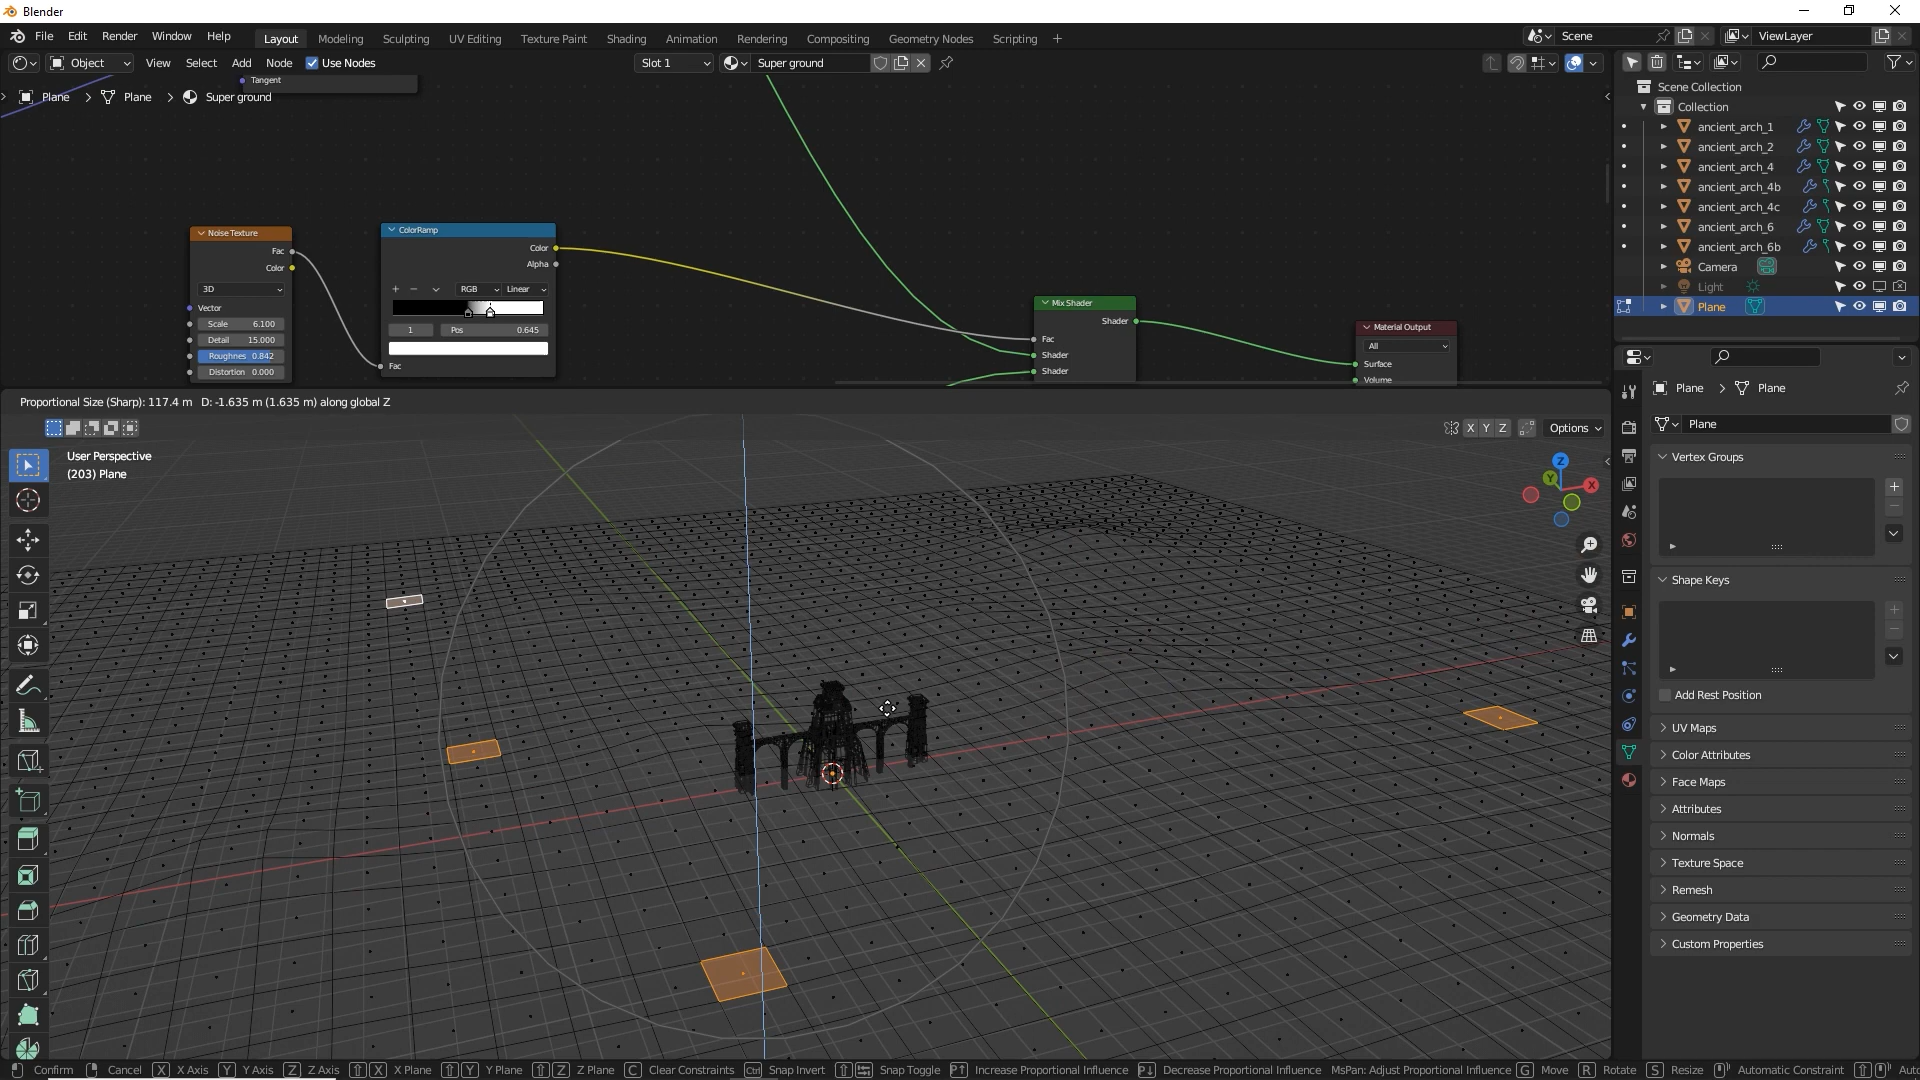 Blender
File Edit Render Window Help Layout Modeling Sculpting UV Editing Texture Paint Shading Animation Rendering Compositing Geometry Nodes Scripting + Scene ViewLayer
Object View Select Add Node Use Nodes Slot 1 Super ground
Tangent
Plane > Plane > Super ground
Noise Texture
Fac
Color
3D
Vector
Scale 6.100
Detail 15.000
Roughnes 0.842
Distortion 0.000
ColorRamp
Color
Alpha
+ − RGB Linear
1 Pos 0.645
Fac
Mix Shader
Shader
Fac
Shader
Shader
Material Output
All
Surface
Volume
Scene Collection
Collection
ancient_arch_1
ancient_arch_2
ancient_arch_4
ancient_arch_4b
ancient_arch_4c
ancient_arch_6
ancient_arch_6b
Camera
Light
Plane
Proportional Size (Sharp): 117.4 m D: -1.635 m (1.635 m) along global Z
X Y Z Options
User Perspective
(203) Plane
Z
Y X
Plane > Plane
Plane
Vertex Groups
Shape Keys
Add Rest Position
UV Maps
Color Attributes
Face Maps
Attributes
Normals
Texture Space
Remesh
Geometry Data
Custom Properties
Confirm Cancel X X Axis Y Y Axis Z Z Axis X X Plane Y Y Plane Z Z Plane C Clear Constraints Ctrl Snap Invert Snap Toggle Increase Proportional Influence Decrease Proportional Influence MsPan: Adjust Proportional Influence G Move R Rotate S Resize Automatic Constraint